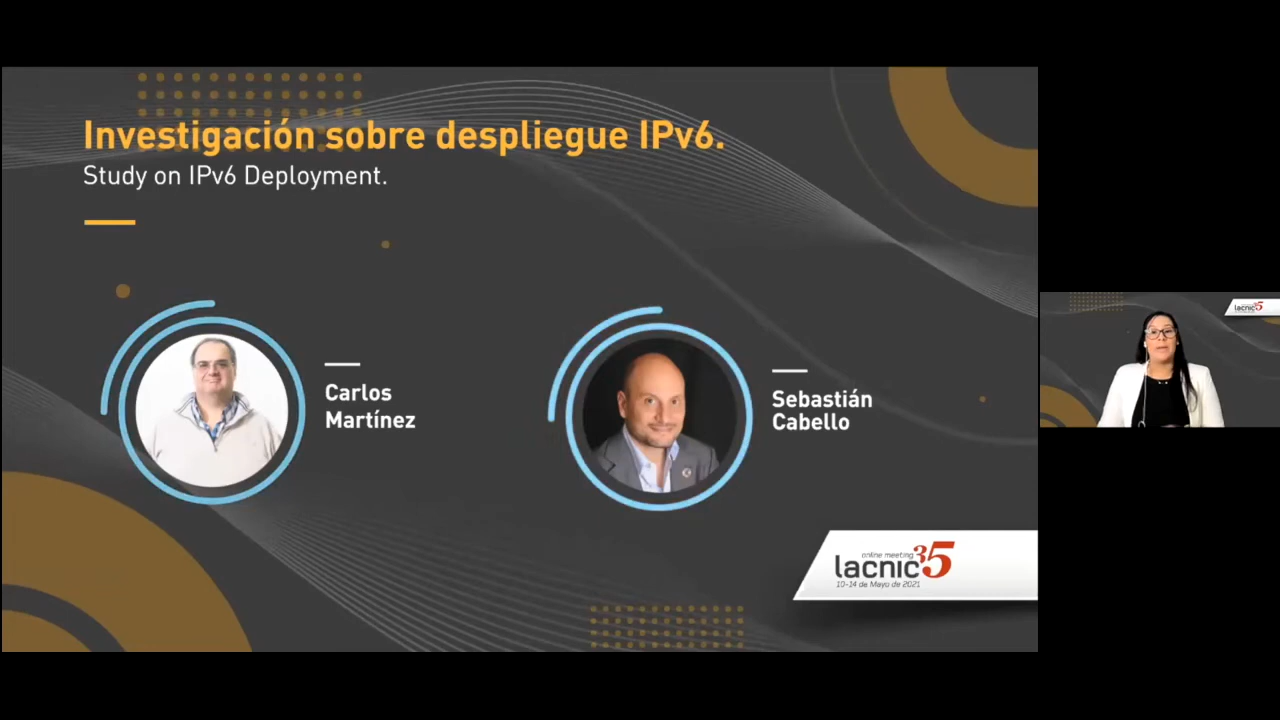 Investigación sobre despliegue IPv6.
Study on IPv6 Deployment.
Carlos
Martínez
Sebastián
Cabello
online meeting
lacnic35
10-14 de Mayo de 2021
lacnic35